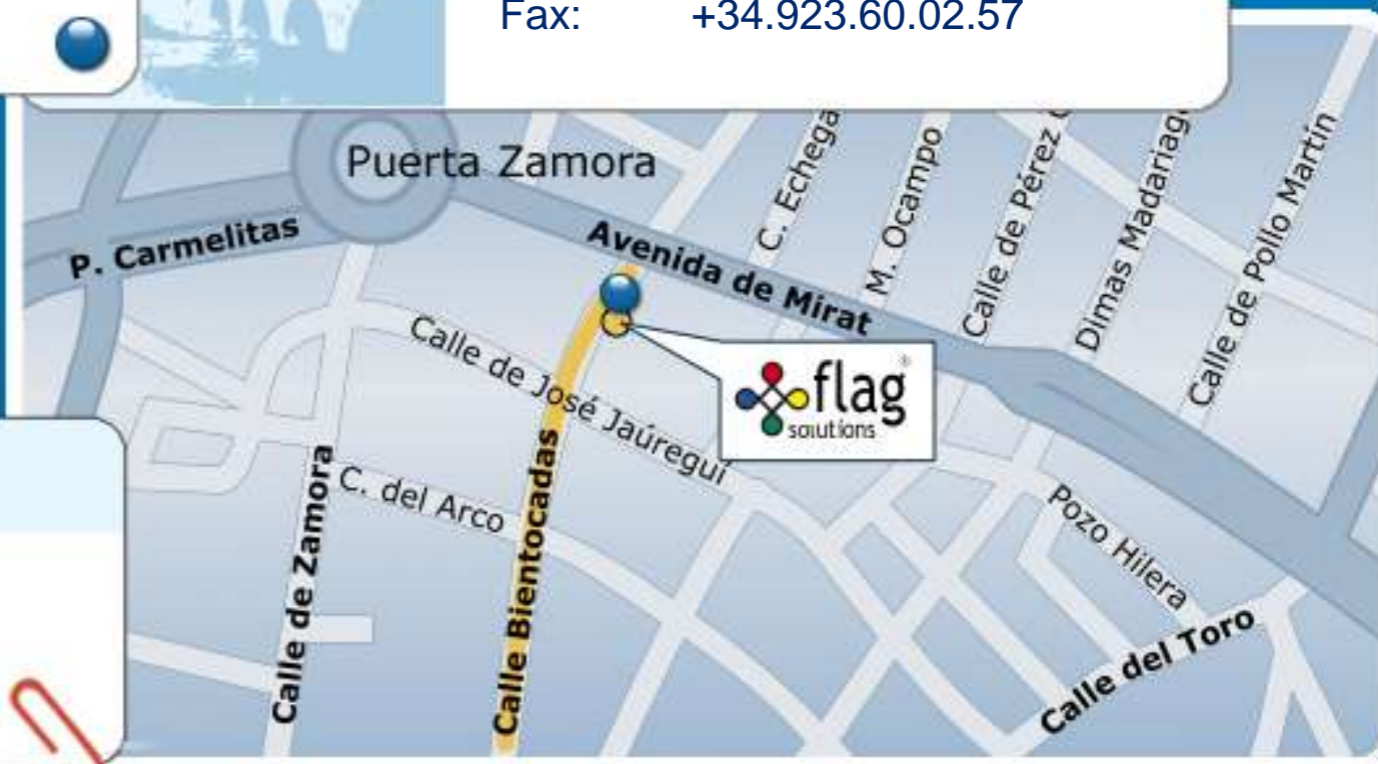 Fax: +34.923.60.02.57
Puerta Zamora
P. Carmelitas
Avenida de Mirat
C. Echega
M. Ocampo
Calle de Pérez
Dimas Madariag
Calle de Pollo Martín
Calle de José Jaúregui
flag®
solutions
C. del Arco
Calle de Zamora
Calle Bientocadas
Pozo Hilera
Calle del Toro